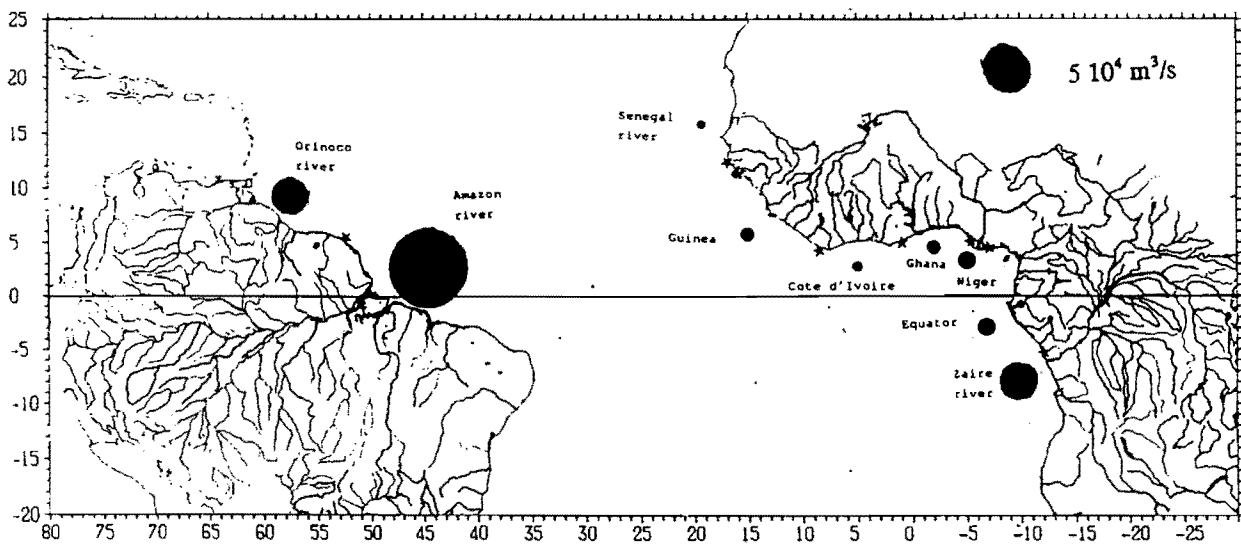 25
20
15
10
5
0
-5
-10
-15
-20
80 75 70 65 60 55 50 45 40 35 30 25 20 15 10 5 0 -5 -10 -15 -20 -25
5 10⁴ m³/s
Senegal
river
Orinoco
river
Amazon
river
Guinea
Ghana
Niger
Cote d'Ivoire
Equator
Zaire
river